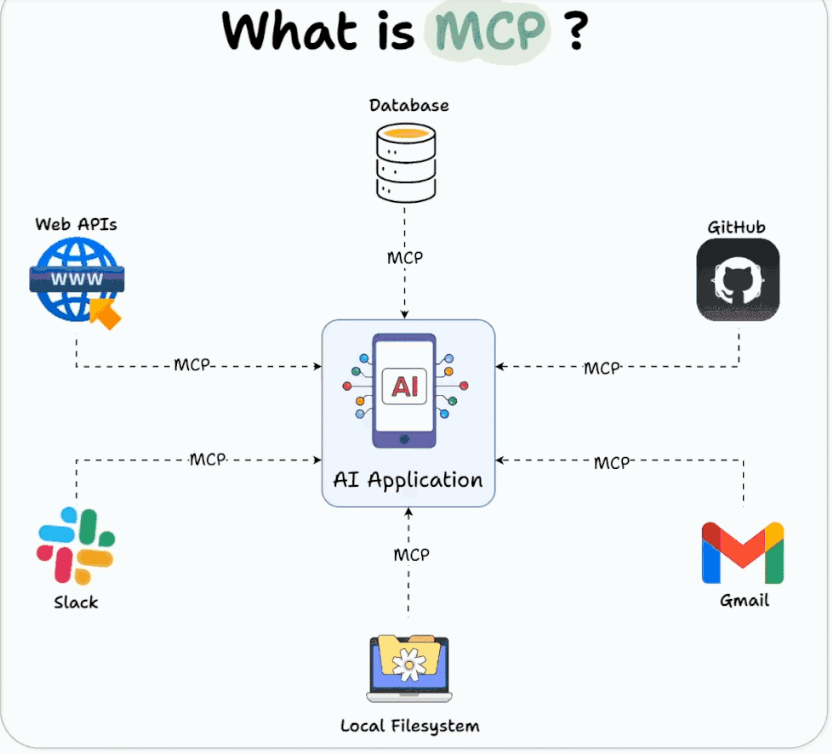 What is MCP ?
Database
Web APIs
GitHub
WWW
MCP
MCP
MCP
AI
MCP
MCP
AI Application
MCP
Slack
Gmail
Local Filesystem